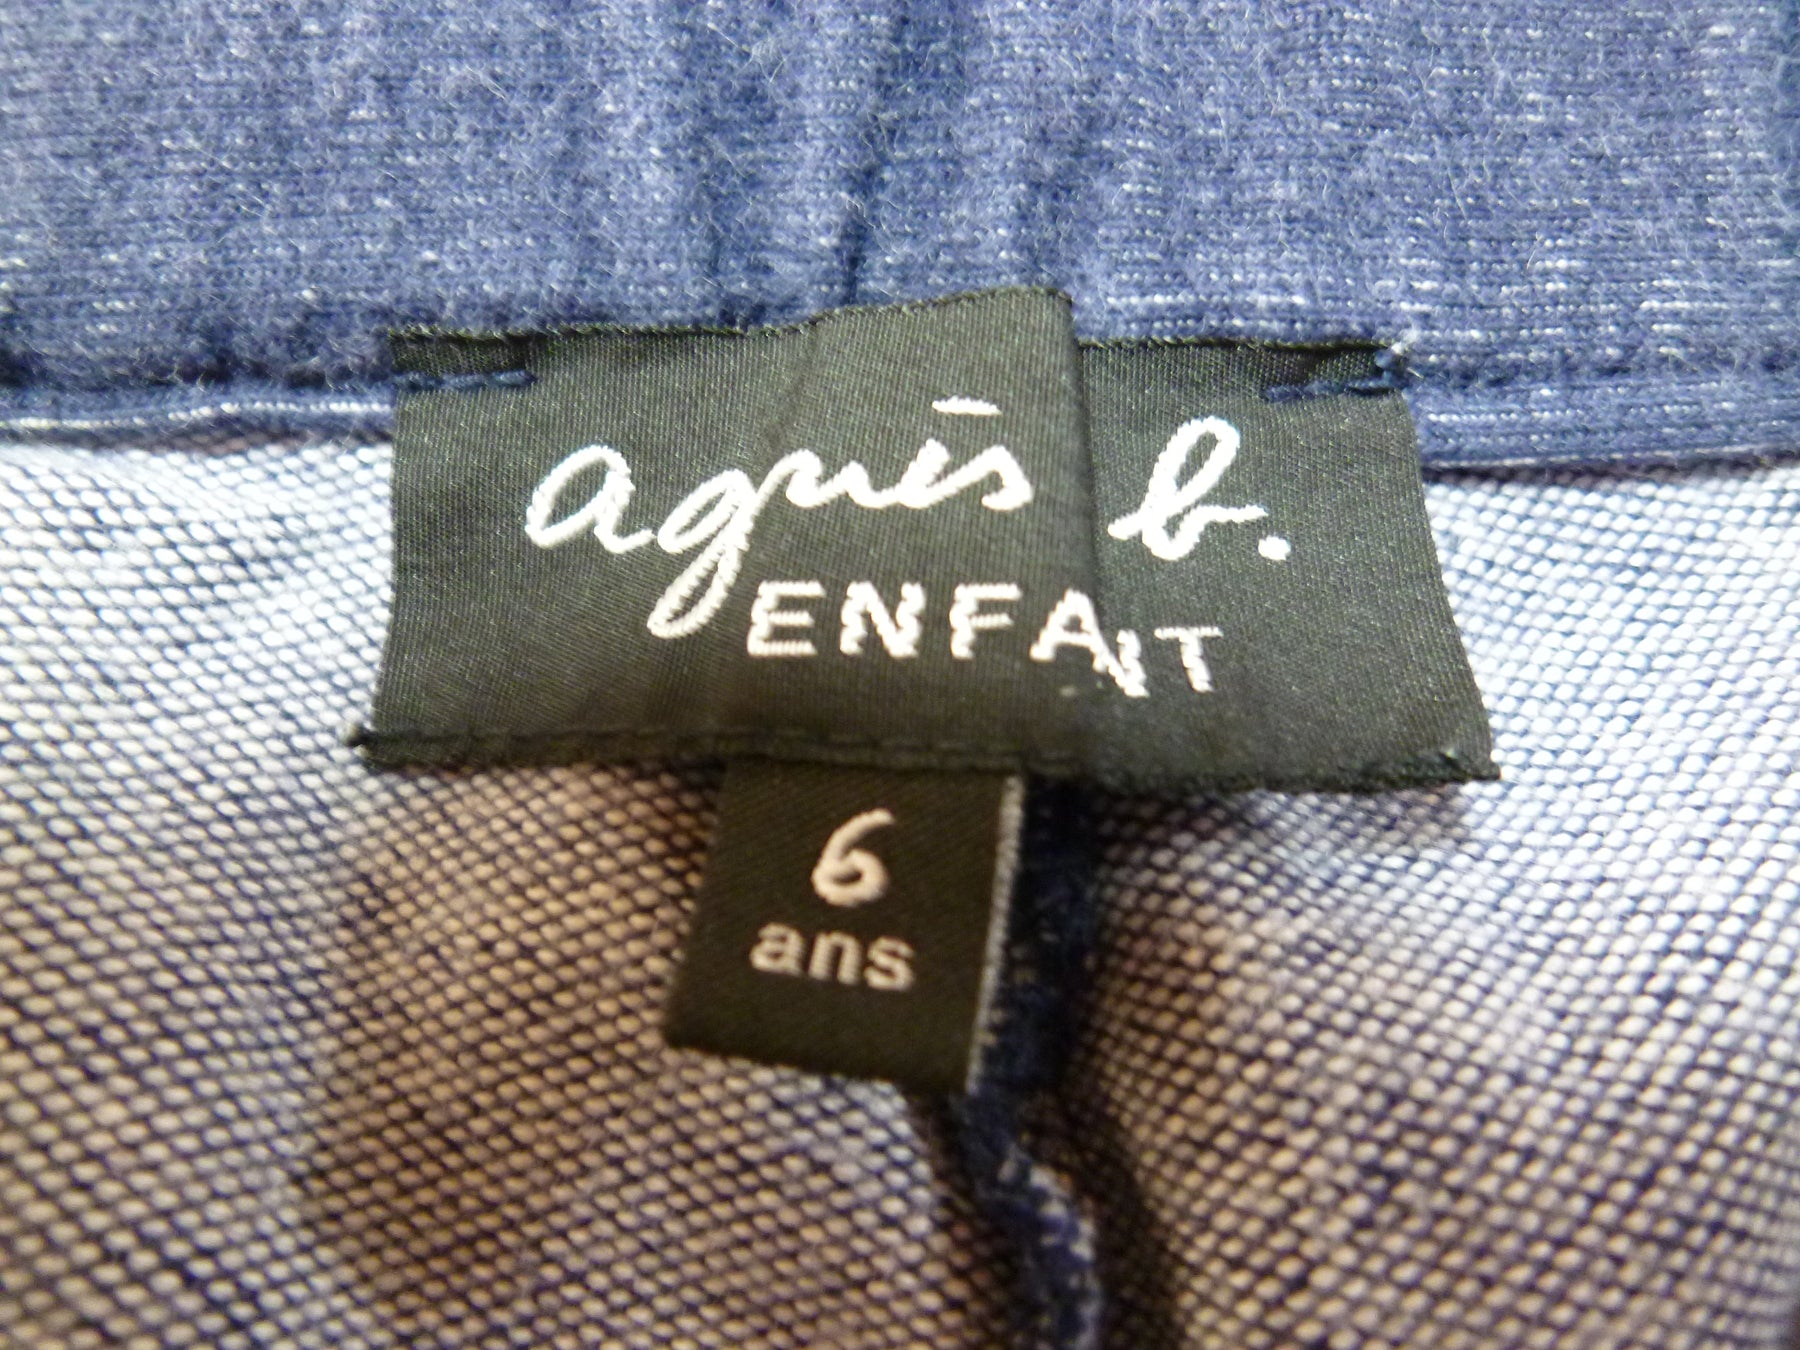 agnès b.
ENFANT
6
ans